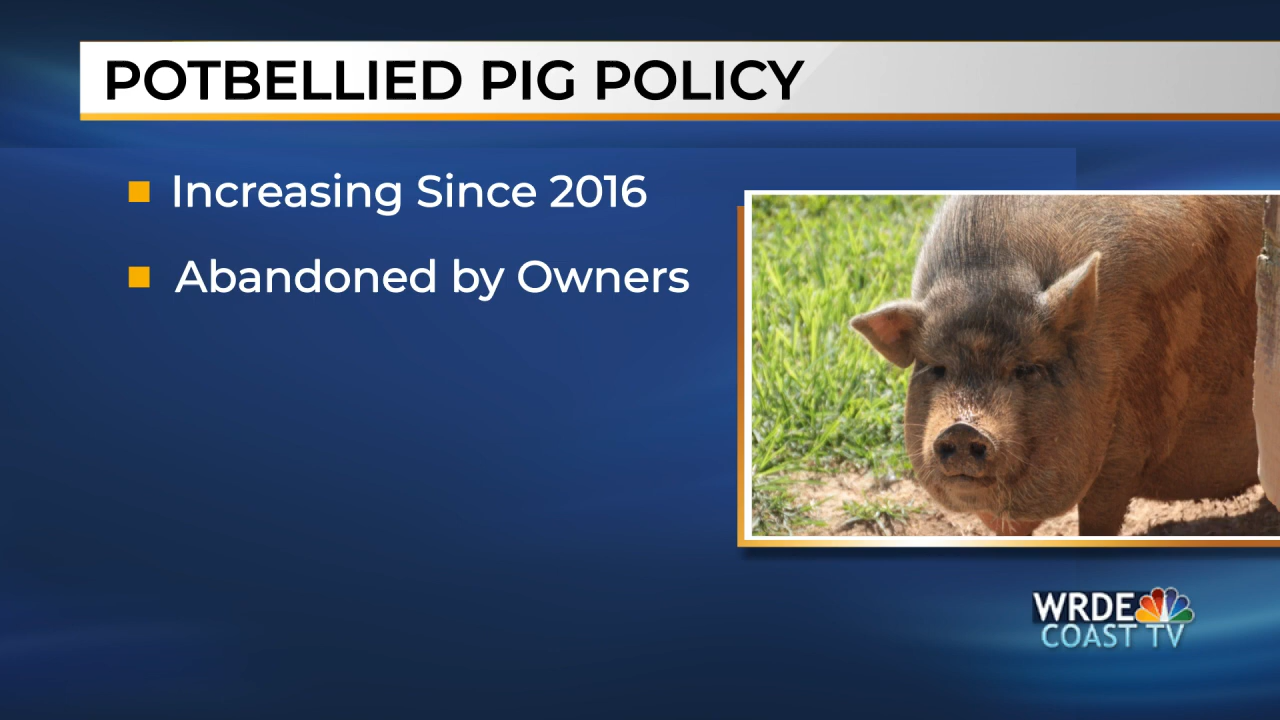 POTBELLIED PIG POLICY
Increasing Since 2016
Abandoned by Owners
WRDE
COAST TV